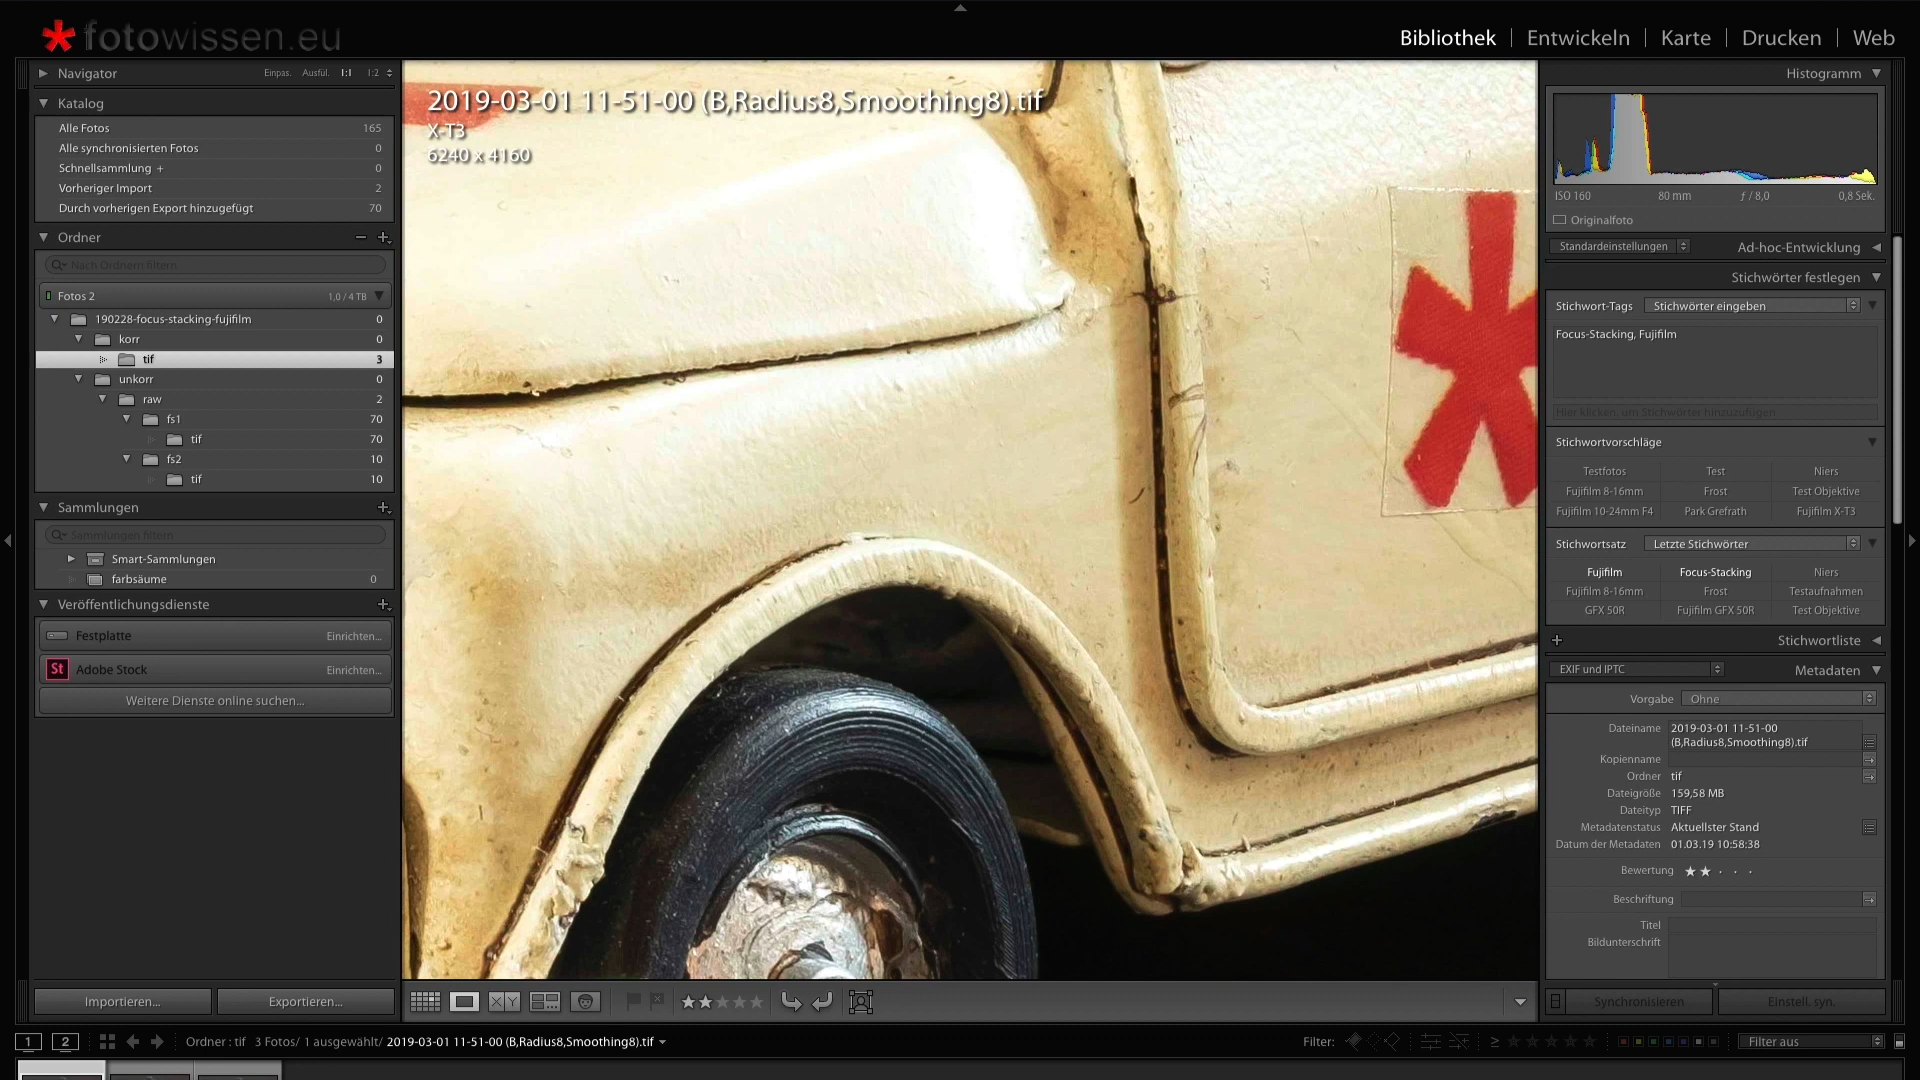 fotowissen.eu
Bibliothek | Entwickeln | Karte | Drucken | Web
Navigator Einpas. Ausfül. 1:1 1:2
Katalog
Alle Fotos 165
Alle synchronisierten Fotos 0
Schnellsammlung + 0
Vorheriger Import 2
Durch vorherigen Export hinzugefügt 70
Ordner
Nach Ordnern filtern
Fotos 2 1,0 / 4 TB
190228-focus-stacking-fujifilm 0
korr 0
tif 3
unkorr 0
raw 2
fs1 70
tif 70
fs2 10
tif 10
Sammlungen
Sammlungen filtern
Smart-Sammlungen
farbsäume 0
Veröffentlichungsdienste
Festplatte Einrichten...
St Adobe Stock Einrichten...
Weitere Dienste online suchen...
Importieren... Exportieren...
2019-03-01 11-51-00 (B,Radius8,Smoothing8).tif
X-T3
6240 x 4160
Histogramm
ISO 160 80 mm ƒ / 8,0 0,8 Sek.
Originalfoto
Standardeinstellungen Ad-hoc-Entwicklung
Stichwörter festlegen
Stichwort-Tags Stichwörter eingeben
Focus-Stacking, Fujifilm
Hier klicken, um Stichwörter hinzuzufügen
Stichwortvorschläge
Testfotos Test Niers
Fujifilm 8-16mm Frost Test Objektive
Fujifilm 10-24mm F4 Park Grefrath Fujifilm X-T3
Stichwortsatz Letzte Stichwörter
Fujifilm Focus-Stacking Niers
Fujifilm 8-16mm Frost Testaufnahmen
GFX 50R Fujifilm GFX 50R Test Objektive
Stichwortliste
EXIF und IPTC Metadaten
Vorgabe Ohne
Dateiname 2019-03-01 11-51-00
(B,Radius8,Smoothing8).tif
Kopienname
Ordner tif
Dateigröße 159,58 MB
Dateityp TIFF
Metadatenstatus Aktuellster Stand
Datum der Metadaten 01.03.19 10:58:38
Bewertung ★★
Beschriftung
Titel
Bildunterschrift
Synchronisieren Einstell. syn.
X Y
1 2 Ordner : tif 3 Fotos/ 1 ausgewählt/ 2019-03-01 11-51-00 (B,Radius8,Smoothing8).tif
Filter: ≥ Filter aus